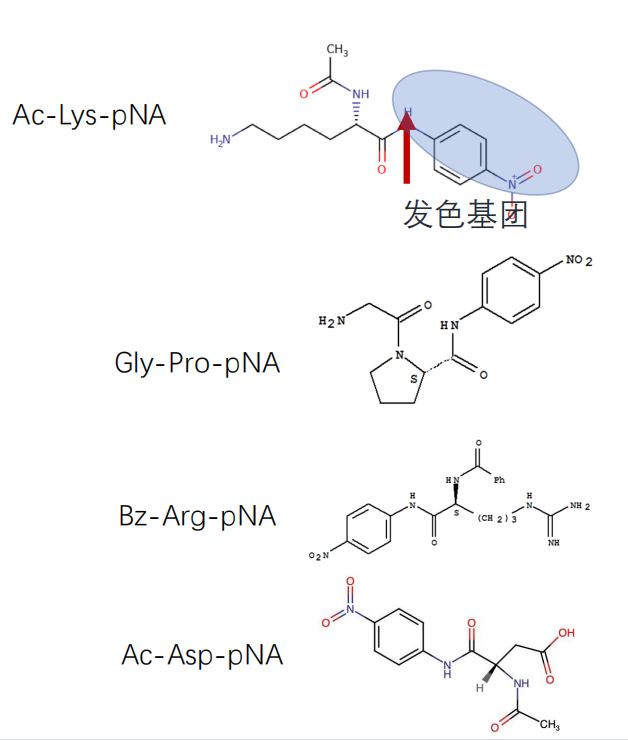 CH₃
O
NH
Ac-Lys-pNA
H
H₂N
O
N⁺
O
发色基团
NO₂
H₂N
O
HN
Gly-Pro-pNA
N
S
O
O
HN
Ph
H
N
H
N
NH₂
Bz-Arg-pNA
S
(CH₂)₃
O
NH
O₂N
O
N
O
O
OH
Ac-Asp-pNA
N
H
H
NH
O
O
CH₃